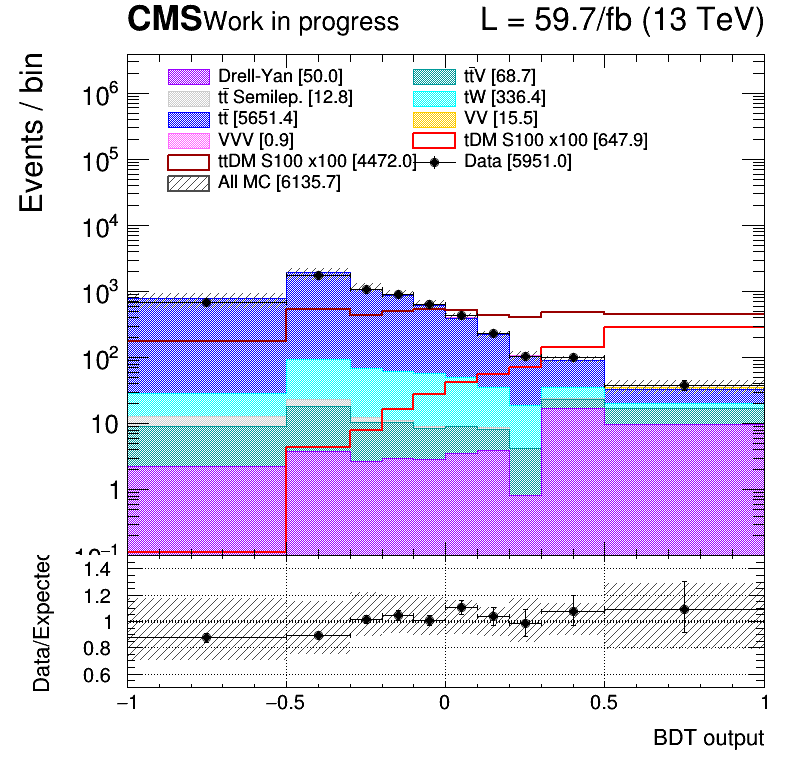 CMS Work in progress L = 59.7/fb (13 TeV)
Events / bin
Drell-Yan [50.0] tt̄V [68.7]
tt̄ Semilep. [12.8] tW [336.4]
tt̄ [5651.4] VV [15.5]
VVV [0.9] tDM S100 x100 [647.9]
ttDM S100 x100 [4472.0] Data [5951.0]
All MC [6135.7]
10⁶
10⁵
10⁴
10³
10²
10
1
10⁻¹
Data/Expected
1.4
1.2
1
0.8
0.6
−1 −0.5 0 0.5 1
BDT output